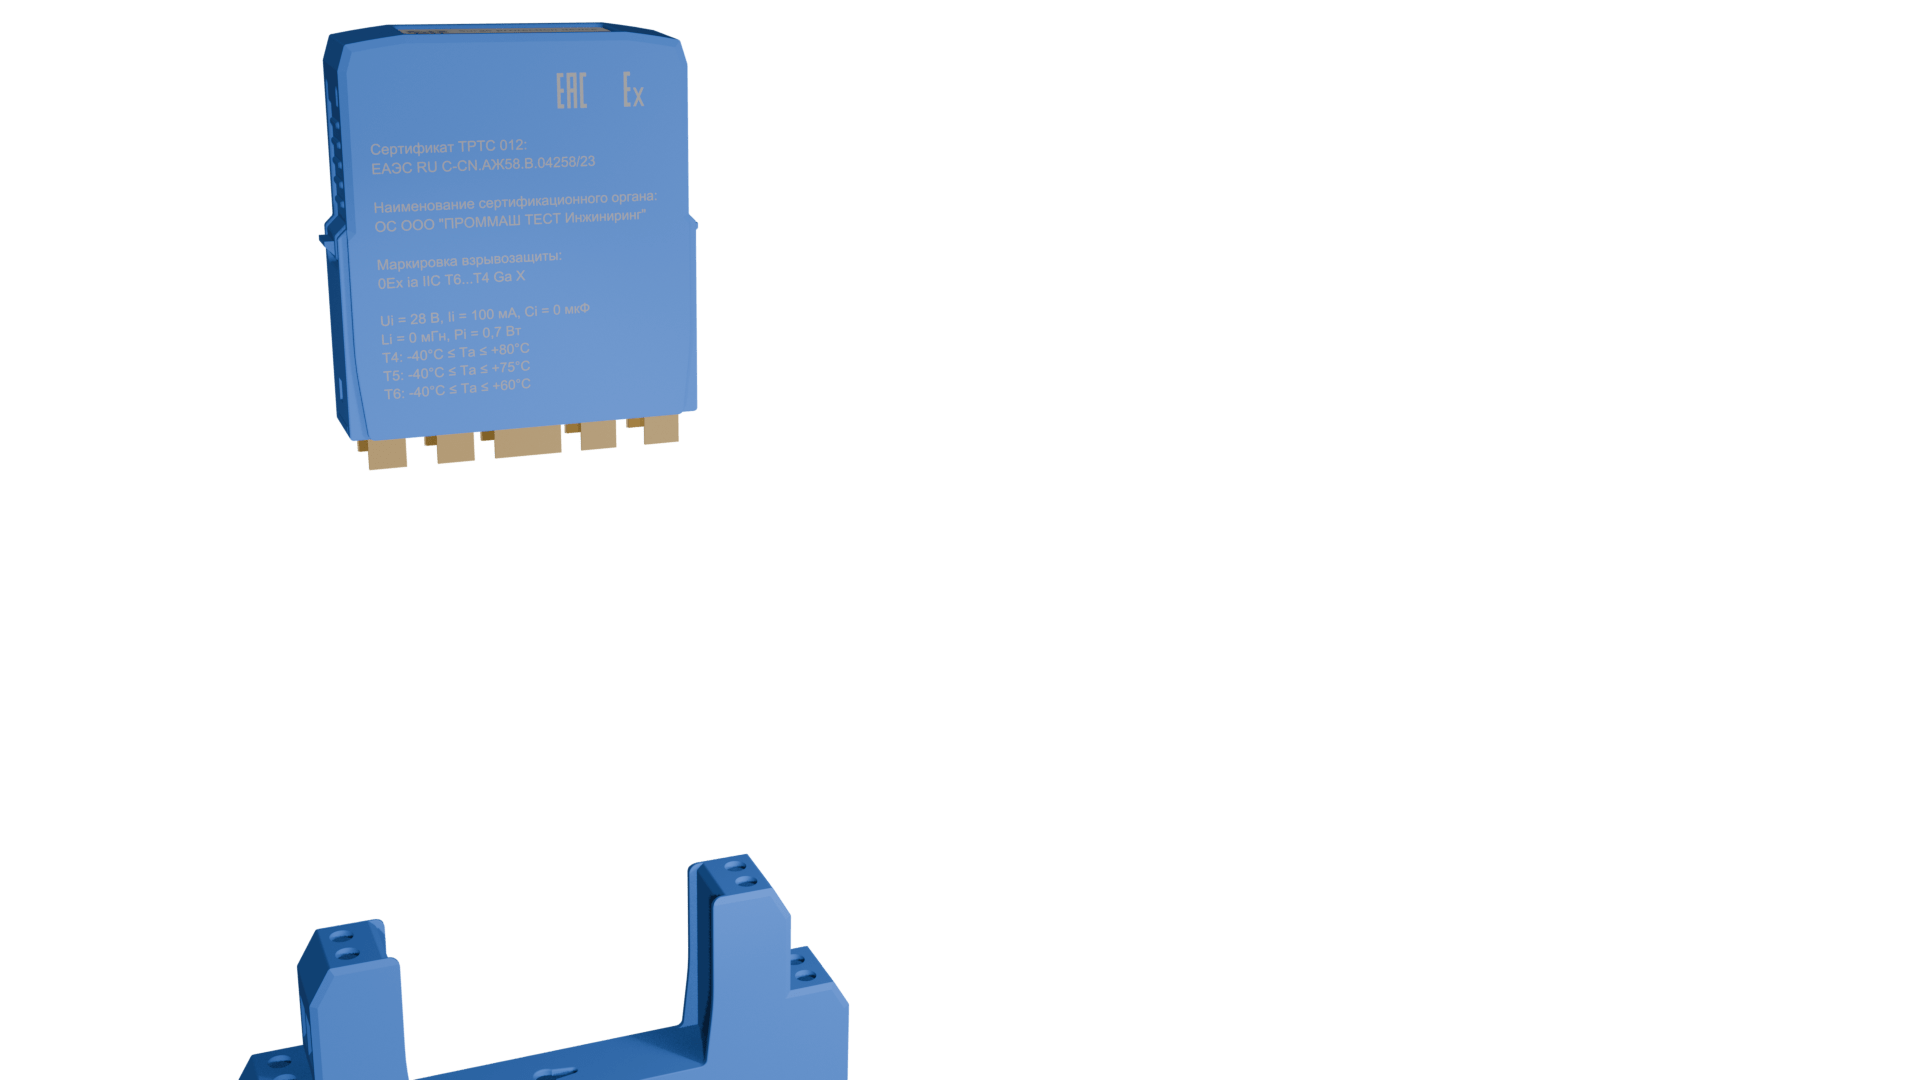 EAC Ex
Сертификат ТРТС 012:
ЕАЭС RU C-CN.АЖ58.В.04258/23
Наименование сертификационного органа:
ОС ООО "ПРОММАШ ТЕСТ Инжиниринг"
Маркировка взрывозащиты:
0Ex ia IIC T6...T4 Ga X
Ui = 28 В, Ii = 100 мА, Ci = 0 мкФ
Li = 0 мГн, Pi = 0,7 Вт
T4: -40°C ≤ Ta ≤ +80°C
T5: -40°C ≤ Ta ≤ +75°C
T6: -40°C ≤ Ta ≤ +60°C